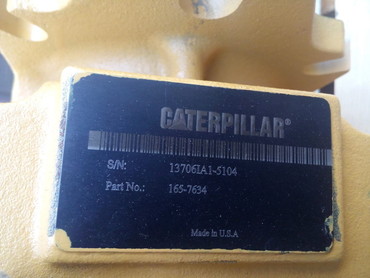 CATERPILLAR®
S/N: 13706IA1-5104
Part No.: 165-7634
Made in U.S.A